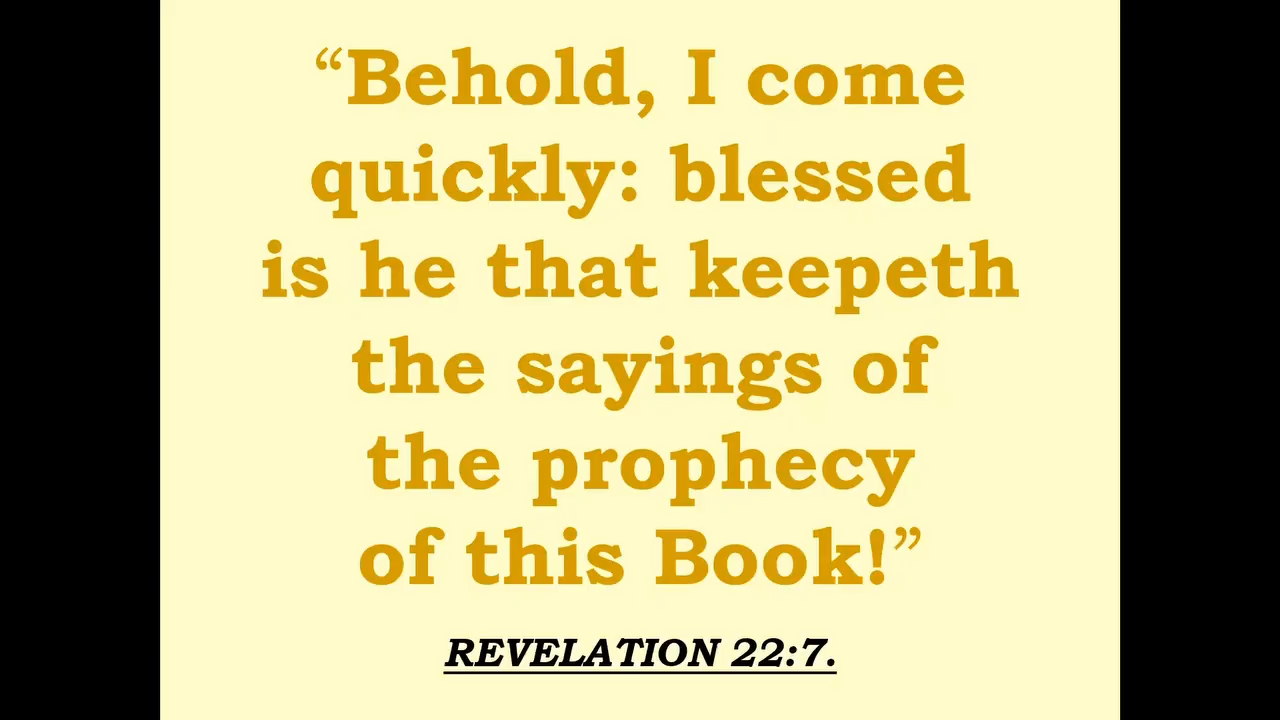 “Behold, I come
quickly: blessed
is he that keepeth
the sayings of
the prophecy
of this Book!”
REVELATION 22:7.